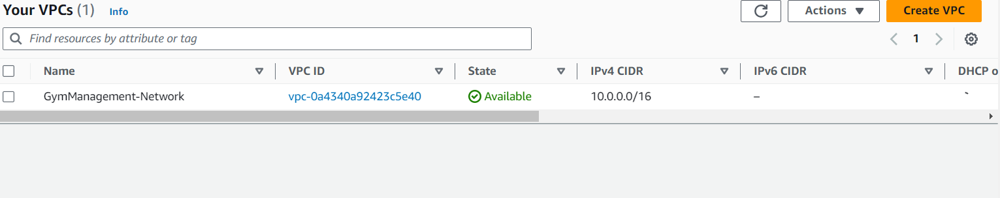 Your VPCs (1) Info Actions Create VPC
Find resources by attribute or tag 1
Name VPC ID State IPv4 CIDR IPv6 CIDR DHCP o
GymManagement-Network vpc-0a4340a92423c5e40 Available 10.0.0.0/16 –